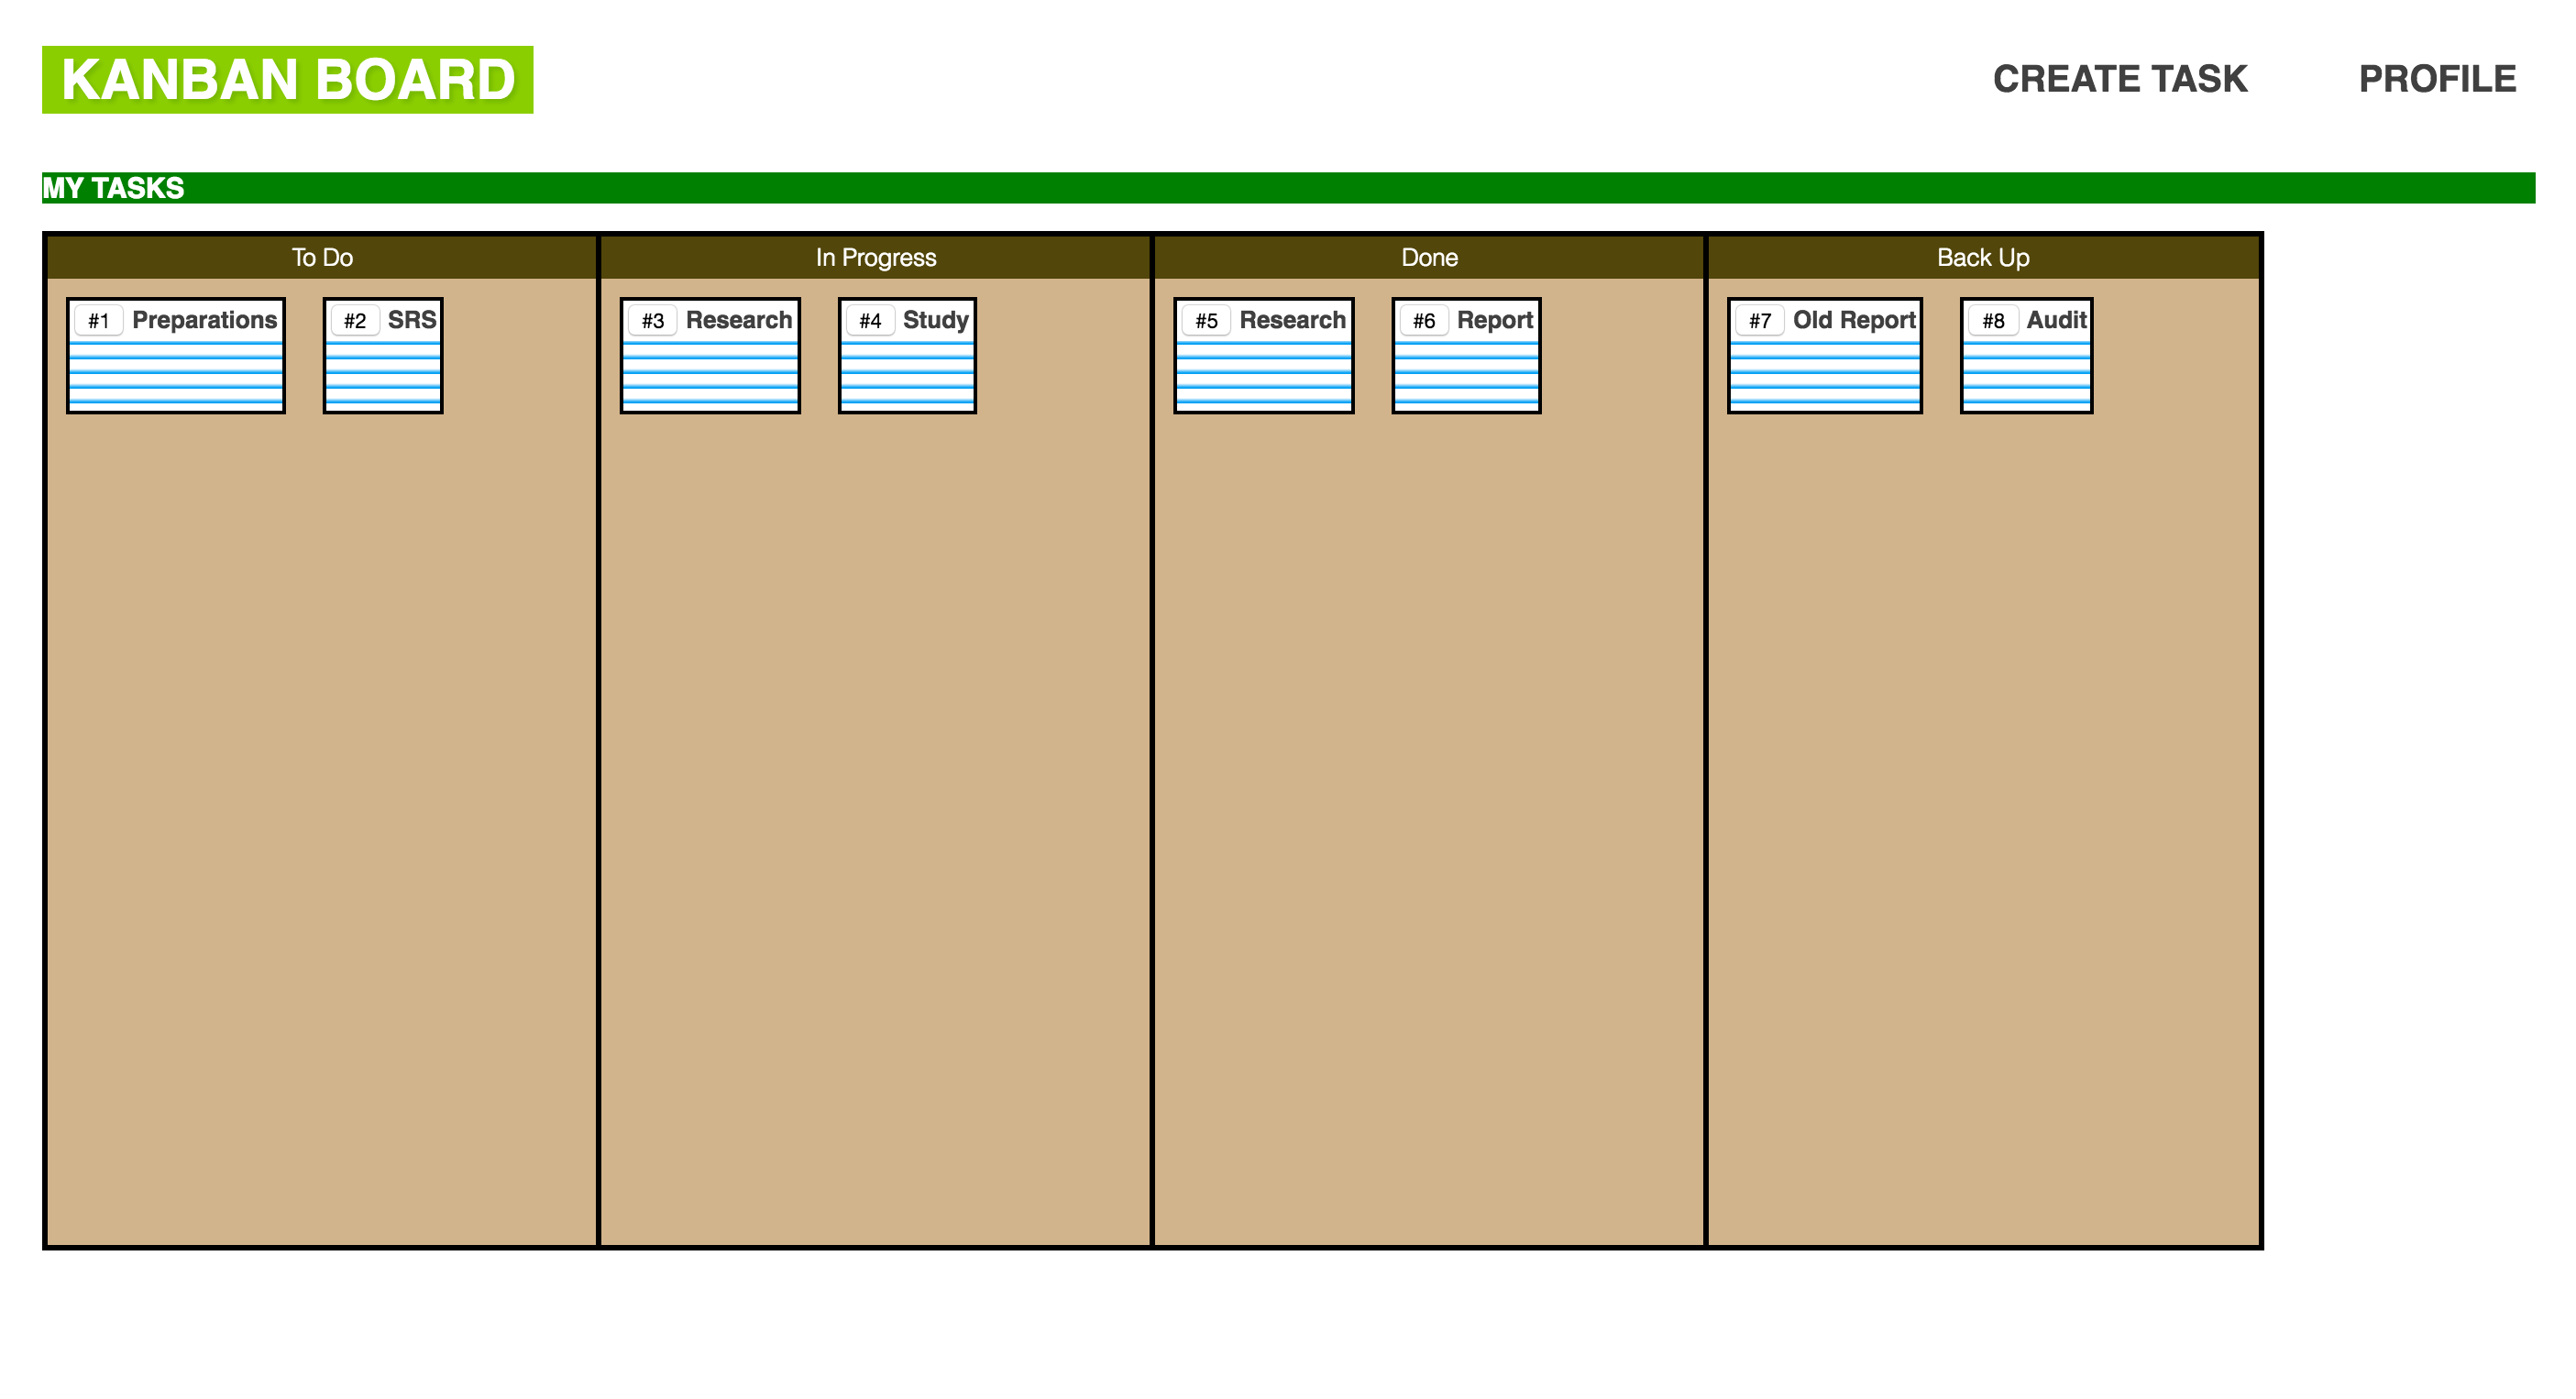 KANBAN BOARD
CREATE TASK
PROFILE
MY TASKS
To Do
In Progress
Done
Back Up
#1 Preparations
#2 SRS
#3 Research
#4 Study
#5 Research
#6 Report
#7 Old Report
#8 Audit